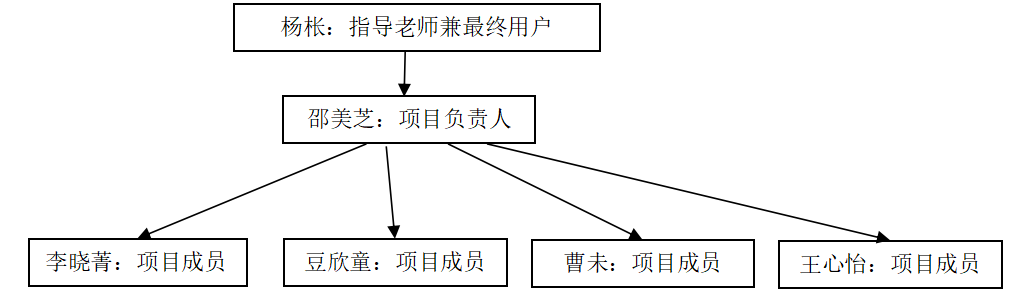 杨枨：指导老师兼最终用户
邵美芝：项目负责人
李晓菁：项目成员
豆欣童：项目成员
曹未：项目成员
王心怡：项目成员